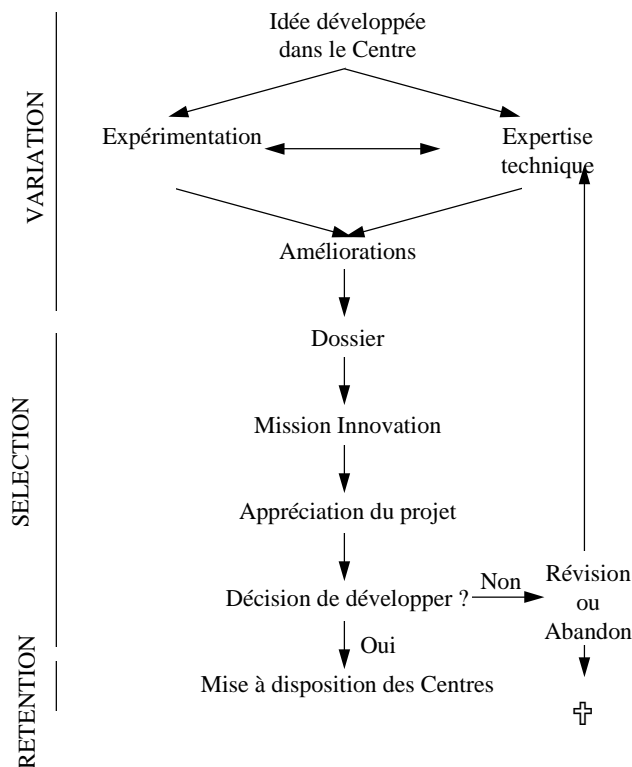 Idée développée
dans le Centre
VARIATION
Expérimentation
Expertise
technique
Améliorations
SELECTION
Dossier
Mission Innovation
Appréciation du projet
Décision de développer ?
Non
Révision
ou
Abandon
Oui
RETENTION
Mise à disposition des Centres